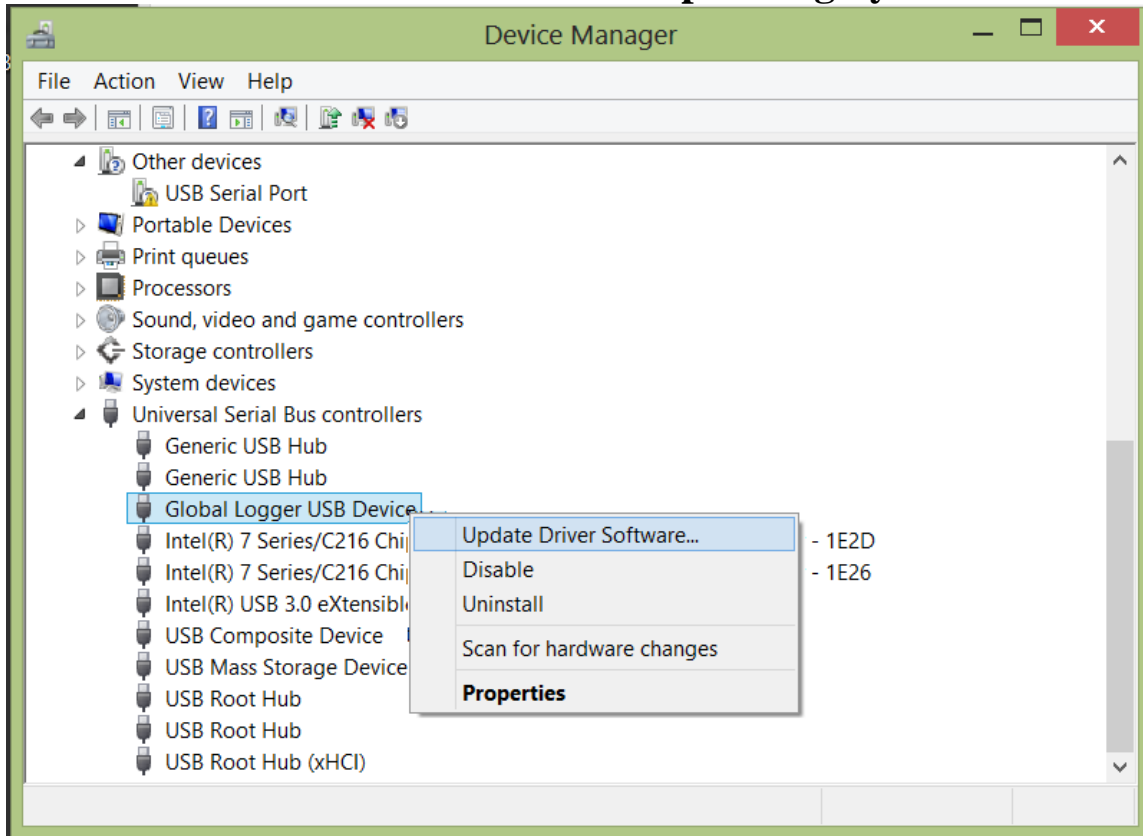 Device Manager
File Action View Help
Other devices
USB Serial Port
Portable Devices
Print queues
Processors
Sound, video and game controllers
Storage controllers
System devices
Universal Serial Bus controllers
Generic USB Hub
Generic USB Hub
Global Logger USB Device
Update Driver Software...
Intel(R) 7 Series/C216 Chi - 1E2D
Disable
Intel(R) 7 Series/C216 Chi - 1E26
Uninstall
Intel(R) USB 3.0 eXtensibl
USB Composite Device
Scan for hardware changes
USB Mass Storage Device
Properties
USB Root Hub
USB Root Hub
USB Root Hub (xHCI)